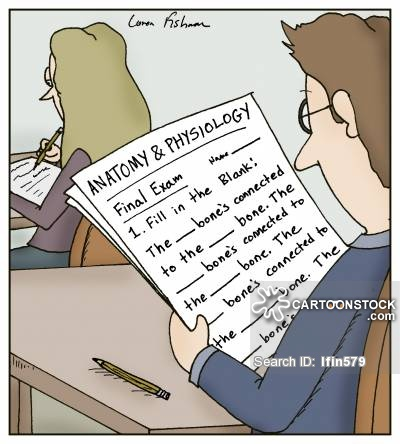 Loren Fishman
ANATOMY & PHYSIOLOGY
Final Exam Name
1. Fill in the Blank:
The ___ bone's connected
to the ___ bone. The
___ bone's connected to
the ___ bone. The
___ bone's connected to
the ___ bone. The
bone's
CARTOONSTOCK
.com
Search ID: lfin579